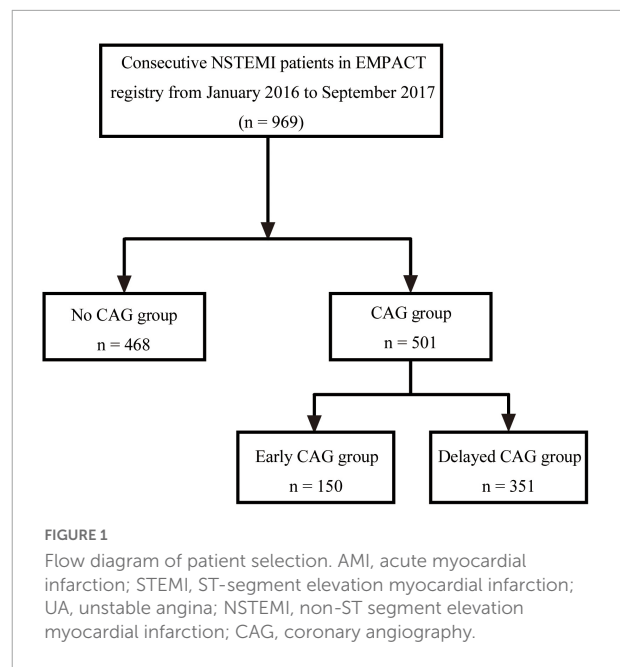 Consecutive NSTEMI patients in EMPACT
registry from January 2016 to September 2017
(n = 969)
No CAG group
n = 468
CAG group
n = 501
Early CAG group
n = 150
Delayed CAG group
n = 351
FIGURE 1
Flow diagram of patient selection. AMI, acute myocardial
infarction; STEMI, ST-segment elevation myocardial infarction;
UA, unstable angina; NSTEMI, non-ST segment elevation
myocardial infarction; CAG, coronary angiography.